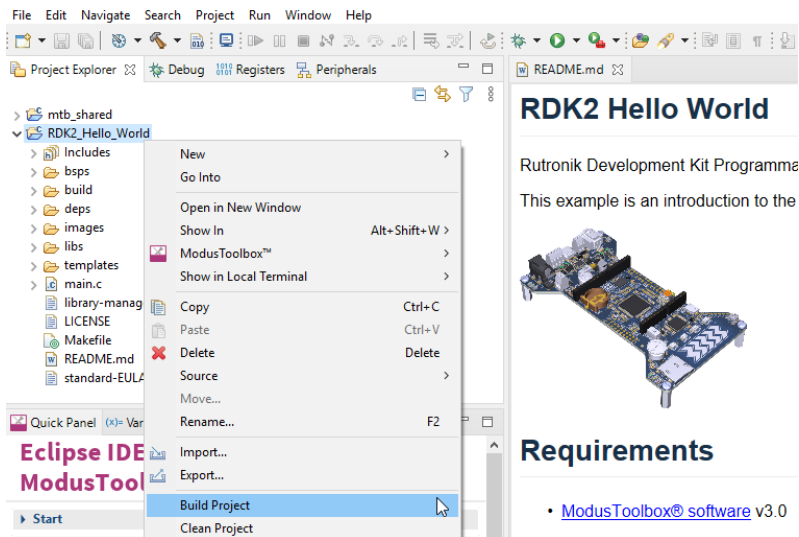 File Edit Navigate Search Project Run Window Help
Project Explorer Debug Registers Peripherals
README.md
mtb_shared
RDK2_Hello_World
Includes
bsps
build
deps
images
libs
templates
main.c
library-manag
LICENSE
Makefile
README.md
standard-EULA
New
Go Into
Open in New Window
Show In Alt+Shift+W
ModusToolbox™
Show in Local Terminal
Copy Ctrl+C
Paste Ctrl+V
Delete Delete
Source
Move...
Rename... F2
Import...
Export...
Build Project
Clean Project
Quick Panel (x)= Var
Eclipse IDE
ModusTool
Start
RDK2 Hello World
Rutronik Development Kit Programma
This example is an introduction to the
Requirements
• ModusToolbox® software v3.0